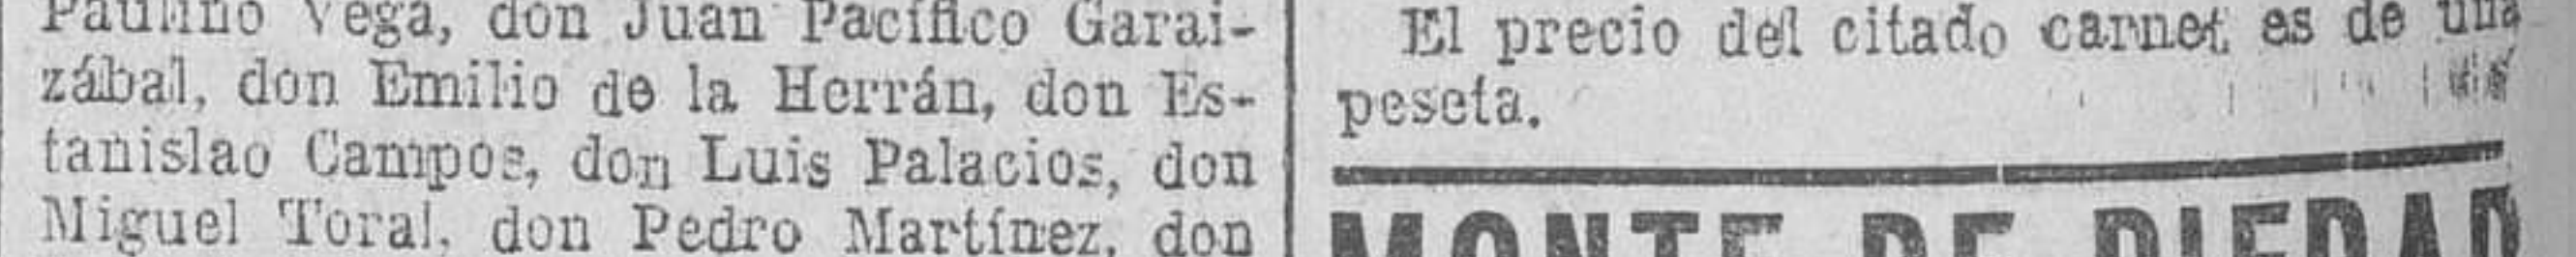 Paulino Vega, don Juan Pacífico Garai-
zábal, don Emilio de la Herrán, don Es-
tanislao Campos, don Luis Palacios, don
Miguel Toral, don Pedro Martínez, don
El precio del citado carnet es de una
peseta.
MONTE DE PIEDAD